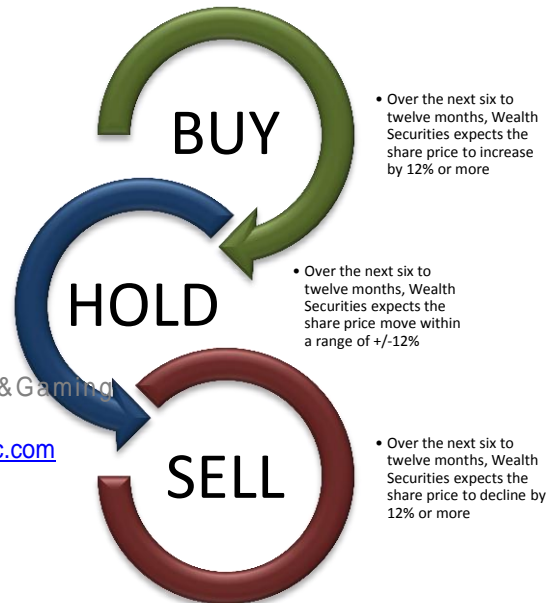 BUY
• Over the next six to
twelve months, Wealth
Securities expects the
share price to increase
by 12% or more
HOLD
• Over the next six to
twelve months, Wealth
Securities expects the
share price move within
a range of +/-12%
&Gaming
c.com
SELL
• Over the next six to
twelve months, Wealth
Securities expects the
share price to decline by
12% or more